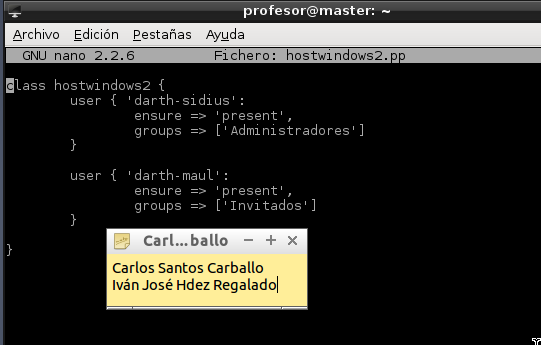 profesor@master: ~
Archivo Edición Pestañas Ayuda
GNU nano 2.2.6 Fichero: hostwindows2.pp
class hostwindows2 {
user { 'darth-sidius':
ensure => 'present',
groups => ['Administradores']
}
user { 'darth-maul':
ensure => 'present',
groups => ['Invitados']
}
}
Carl...ballo
Carlos Santos Carballo
Iván José Hdez Regalado